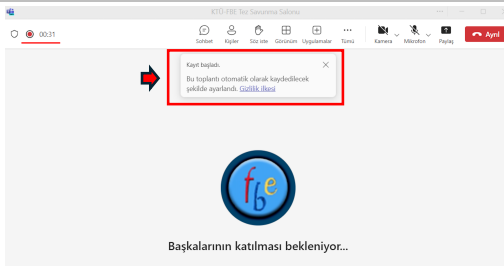 KTÜ-FBE Tez Savunma Salonu
00:31
Sohbet Kişiler Söz iste Görünüm Uygulamalar Tümü Kamera Mikrofon Paylaş Ayrıl
Kayıt başladı.
Bu toplantı otomatik olarak kaydedilecek
şekilde ayarlandı. Gizlilik ilkesi
fbe
Başkalarının katılması bekleniyor...